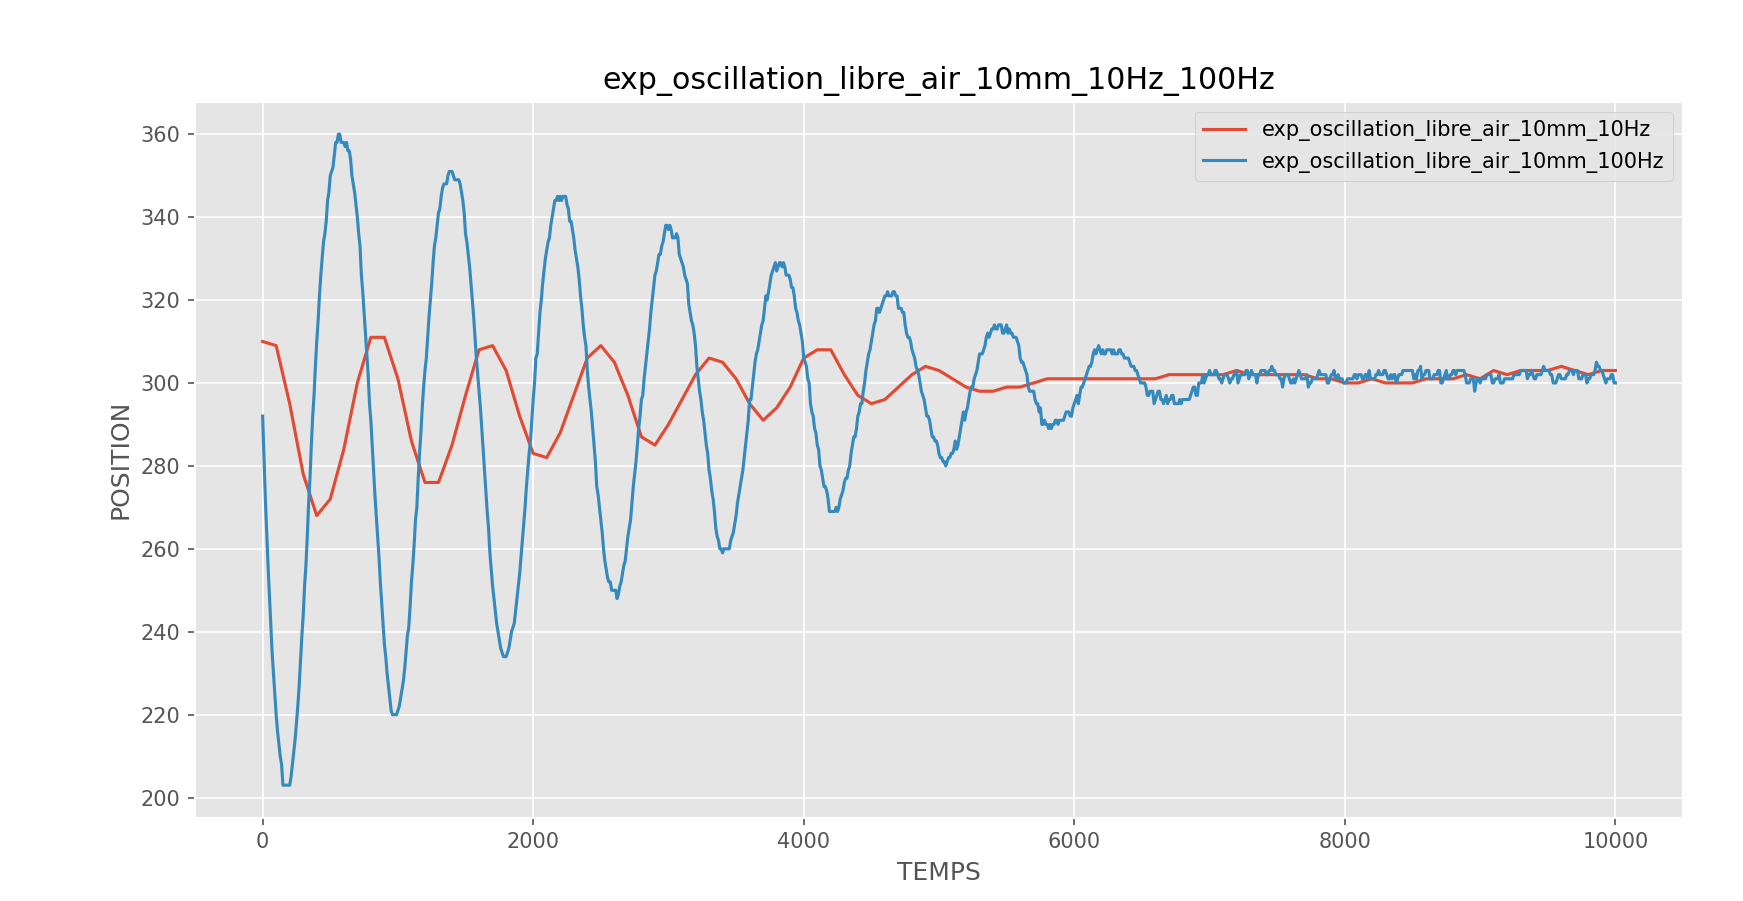 exp_oscillation_libre_air_10mm_10Hz_100Hz
exp_oscillation_libre_air_10mm_10Hz
exp_oscillation_libre_air_10mm_100Hz
POSITION
360
340
320
300
280
260
240
220
200
0 2000 4000 6000 8000 10000
TEMPS